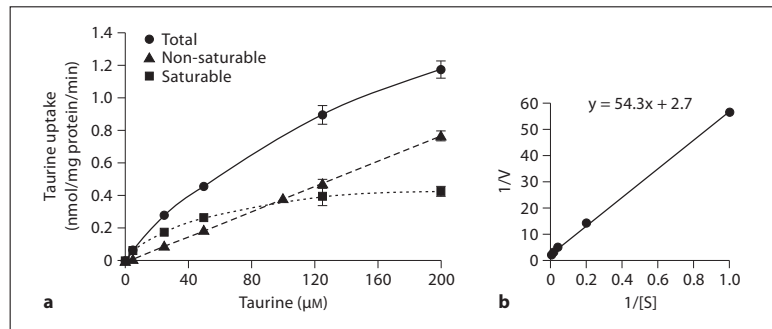 Total
Non-saturable
Saturable
Taurine uptake
(nmol/mg protein/min)
1.4
1.2
1.0
0.8
0.6
0.4
0.2
0
0 40 80 120 160 200
Taurine (µM)
a
y = 54.3x + 2.7
1/V
60
50
40
30
20
10
0
0 0.2 0.4 0.6 0.8 1.0
1/[S]
b